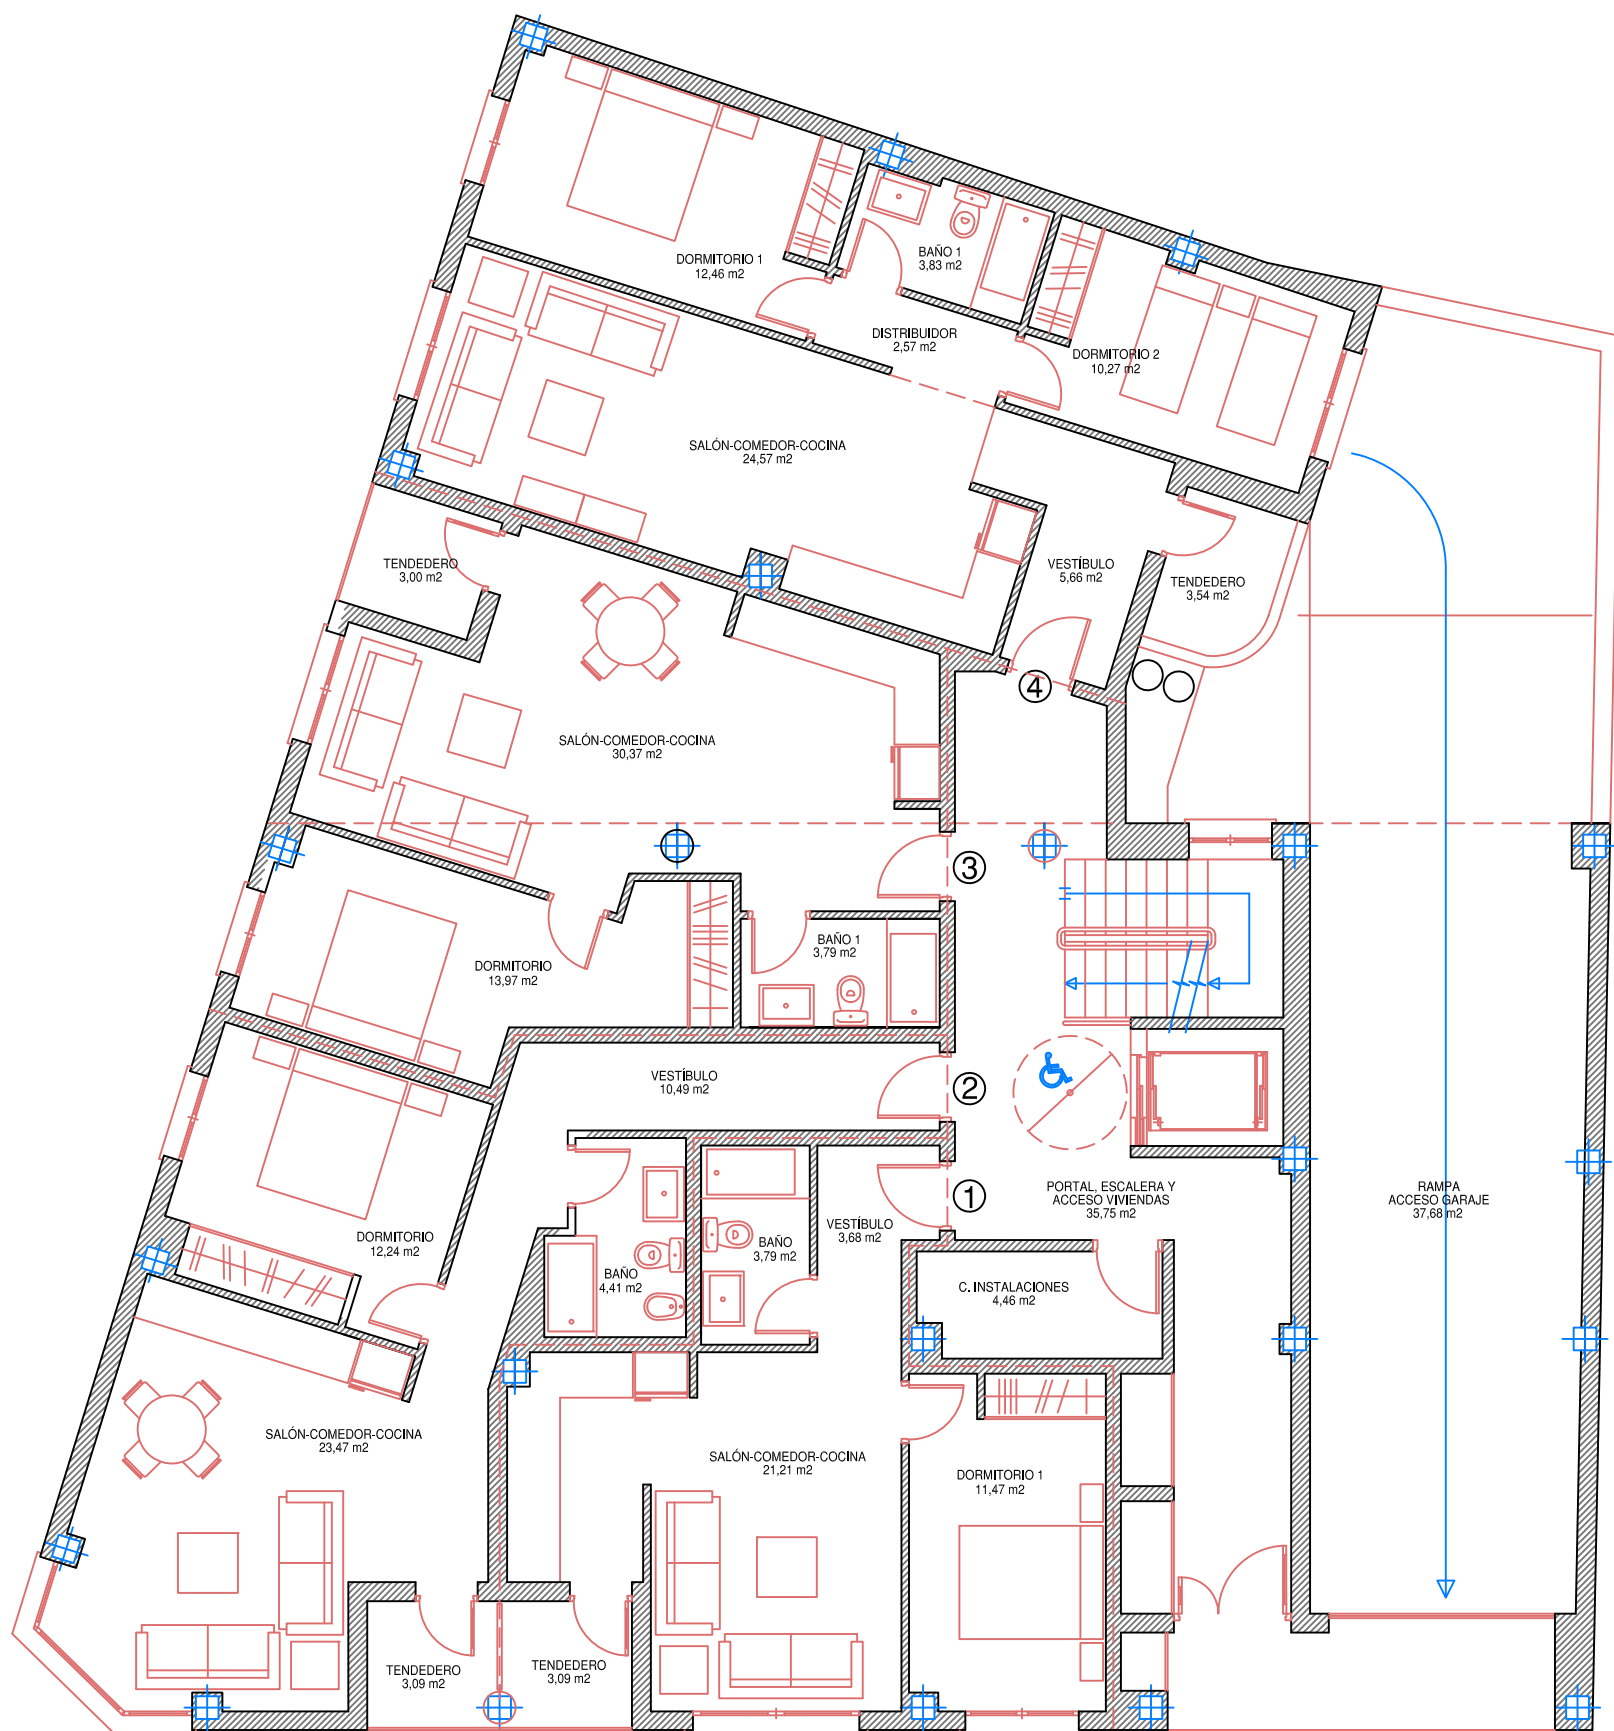 DORMITORIO 1
12,46 m2
BAÑO 1
3,83 m2
DISTRIBUIDOR
2,57 m2
DORMITORIO 2
10,27 m2
SALÓN-COMEDOR-COCINA
24,57 m2
TENDEDERO
3,00 m2
VESTÍBULO
5,66 m2
TENDEDERO
3,54 m2
4
SALÓN-COMEDOR-COCINA
30,37 m2
3
BAÑO 1
3,79 m2
DORMITORIO
13,97 m2
VESTÍBULO
10,49 m2
2
1
PORTAL, ESCALERA Y
ACCESO VIVIENDAS
35,75 m2
RAMPA
ACCESO GARAJE
37,68 m2
VESTÍBULO
3,68 m2
DORMITORIO
12,24 m2
BAÑO
3,79 m2
BAÑO
4,41 m2
C. INSTALACIONES
4,46 m2
SALÓN-COMEDOR-COCINA
23,47 m2
SALÓN-COMEDOR-COCINA
21,21 m2
DORMITORIO 1
11,47 m2
TENDEDERO
3,09 m2
TENDEDERO
3,09 m2